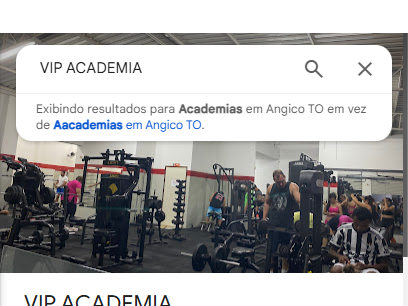 VIP ACADEMIA
Exibindo resultados para Academias em Angico TO em vez
de Aacademias em Angico TO.
VIP ACADEMIA